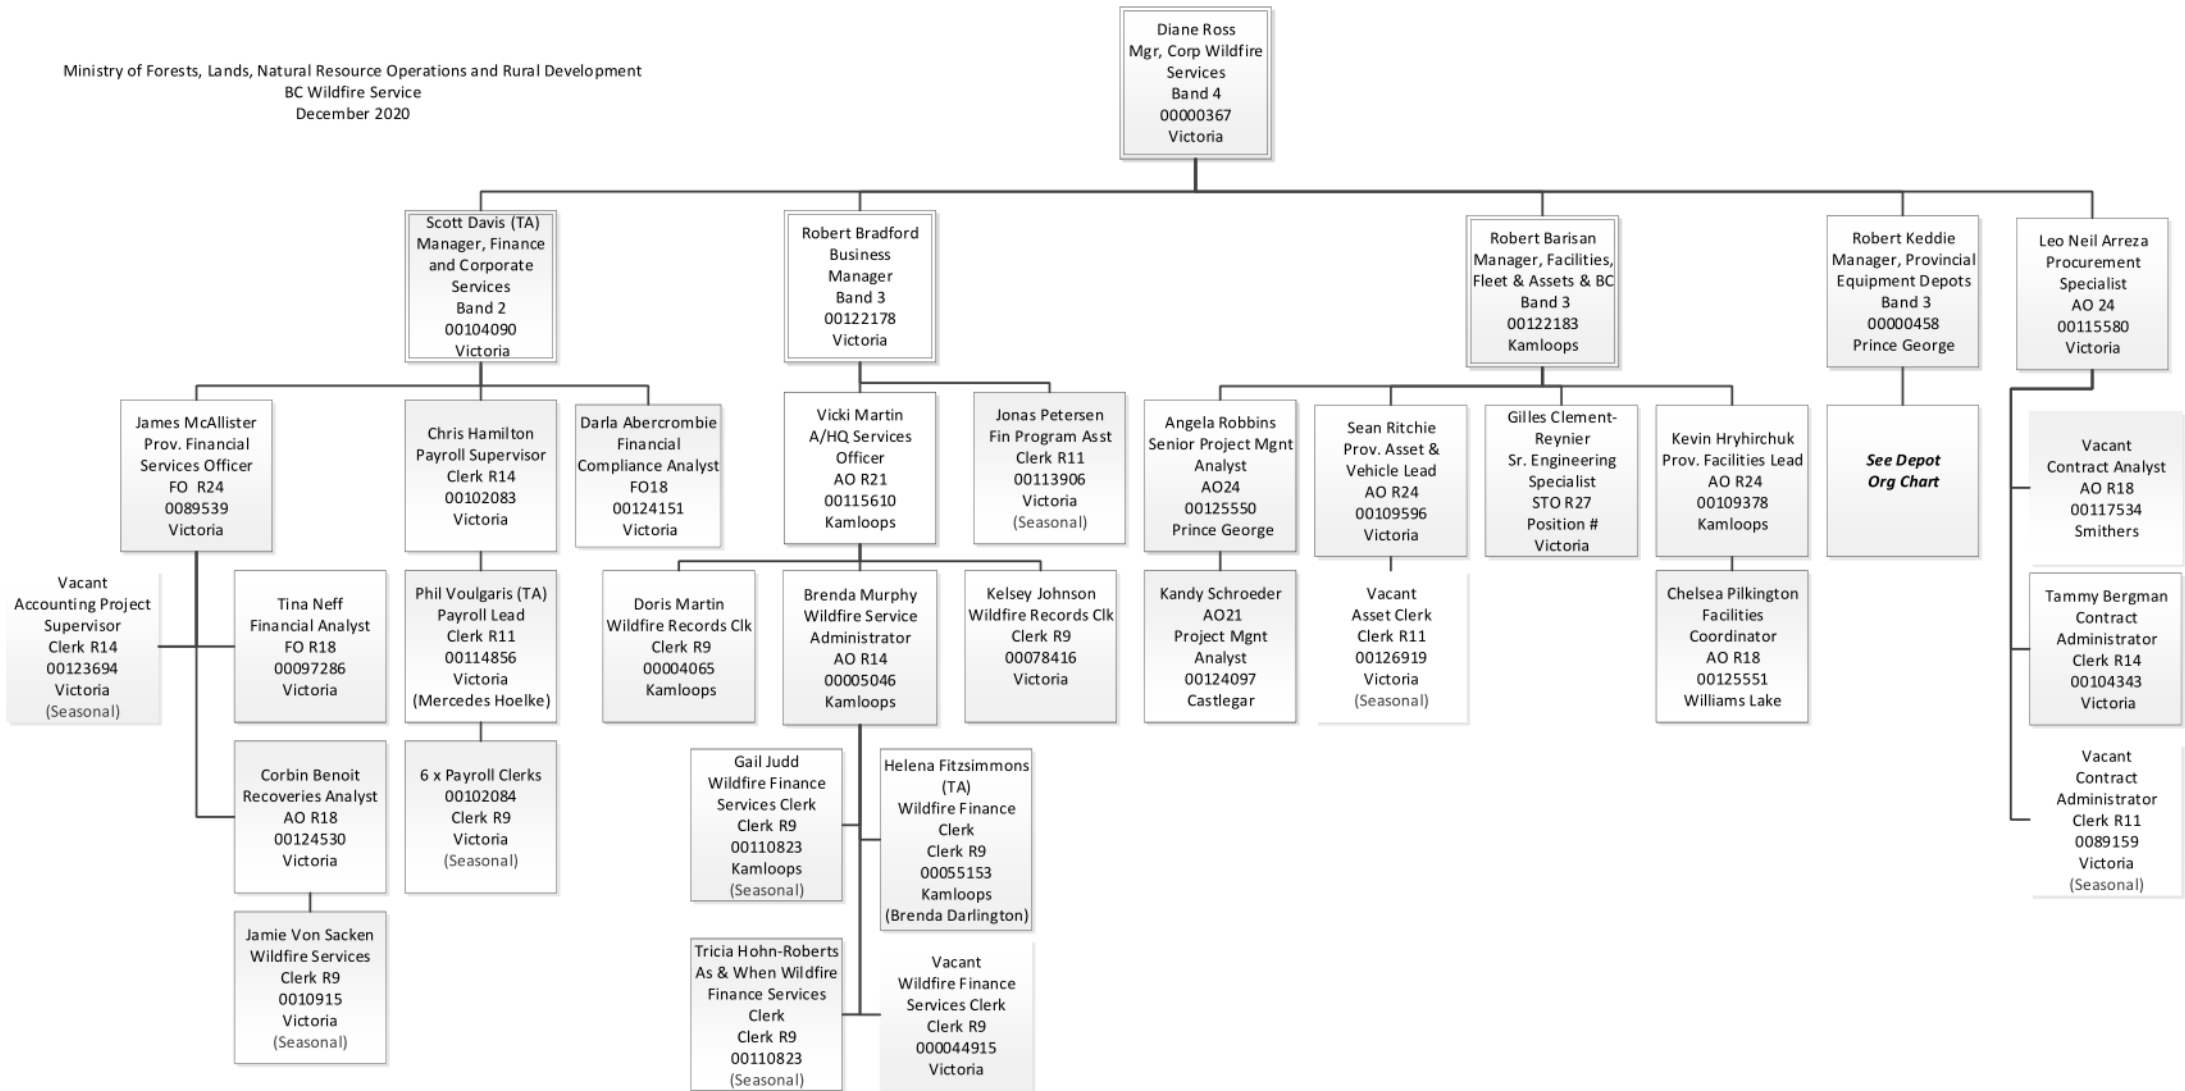 Ministry of Forests, Lands, Natural Resource Operations and Rural Development
BC Wildfire Service
December 2020
Diane Ross
Mgr, Corp Wildfire
Services
Band 4
00000367
Victoria
Scott Davis (TA)
Manager, Finance
and Corporate
Services
Band 2
00104090
Victoria
Robert Bradford
Business
Manager
Band 3
00122178
Victoria
Robert Barisan
Manager, Facilities,
Fleet & Assets & BC
Band 3
00122183
Kamloops
Robert Keddie
Manager, Provincial
Equipment Depots
Band 3
00000458
Prince George
Leo Neil Arreza
Procurement
Specialist
AO 24
00115580
Victoria
James McAllister
Prov. Financial
Services Officer
FO R24
0089539
Victoria
Chris Hamilton
Payroll Supervisor
Clerk R14
00102083
Victoria
Darla Abercrombie
Financial
Compliance Analyst
FO18
00124151
Victoria
Vicki Martin
A/HQ Services
Officer
AO R21
00115610
Kamloops
Jonas Petersen
Fin Program Asst
Clerk R11
00113906
Victoria
(Seasonal)
Angela Robbins
Senior Project Mgnt
Analyst
AO24
00125550
Prince George
Sean Ritchie
Prov. Asset &
Vehicle Lead
AO R24
00109596
Victoria
Gilles Clement-
Reynier
Sr. Engineering
Specialist
STO R27
Position #
Victoria
Kevin Hryhirchuk
Prov. Facilities Lead
AO R24
00109378
Kamloops
See Depot
Org Chart
Vacant
Contract Analyst
AO R18
00117534
Smithers
Vacant
Accounting Project
Supervisor
Clerk R14
00123694
Victoria
(Seasonal)
Tina Neff
Financial Analyst
FO R18
00097286
Victoria
Phil Voulgaris (TA)
Payroll Lead
Clerk R11
00114856
Victoria
(Mercedes Hoelke)
Doris Martin
Wildfire Records Clk
Clerk R9
00004065
Kamloops
Brenda Murphy
Wildfire Service
Administrator
AO R14
00005046
Kamloops
Kelsey Johnson
Wildfire Records Clk
Clerk R9
00078416
Victoria
Kandy Schroeder
AO21
Project Mgnt
Analyst
00124097
Castlegar
Vacant
Asset Clerk
Clerk R11
00126919
Victoria
(Seasonal)
Chelsea Pilkington
Facilities
Coordinator
AO R18
00125551
Williams Lake
Tammy Bergman
Contract
Administrator
Clerk R14
00104343
Victoria
Corbin Benoit
Recoveries Analyst
AO R18
00124530
Victoria
6 x Payroll Clerks
00102084
Clerk R9
Victoria
(Seasonal)
Gail Judd
Wildfire Finance
Services Clerk
Clerk R9
00110823
Kamloops
(Seasonal)
Helena Fitzsimmons
(TA)
Wildfire Finance
Clerk
Clerk R9
00055153
Kamloops
(Brenda Darlington)
Vacant
Contract
Administrator
Clerk R11
0089159
Victoria
(Seasonal)
Jamie Von Sacken
Wildfire Services
Clerk R9
0010915
Victoria
(Seasonal)
Tricia Hohn-Roberts
As & When Wildfire
Finance Services
Clerk
Clerk R9
00110823
(Seasonal)
Vacant
Wildfire Finance
Services Clerk
Clerk R9
000044915
Victoria